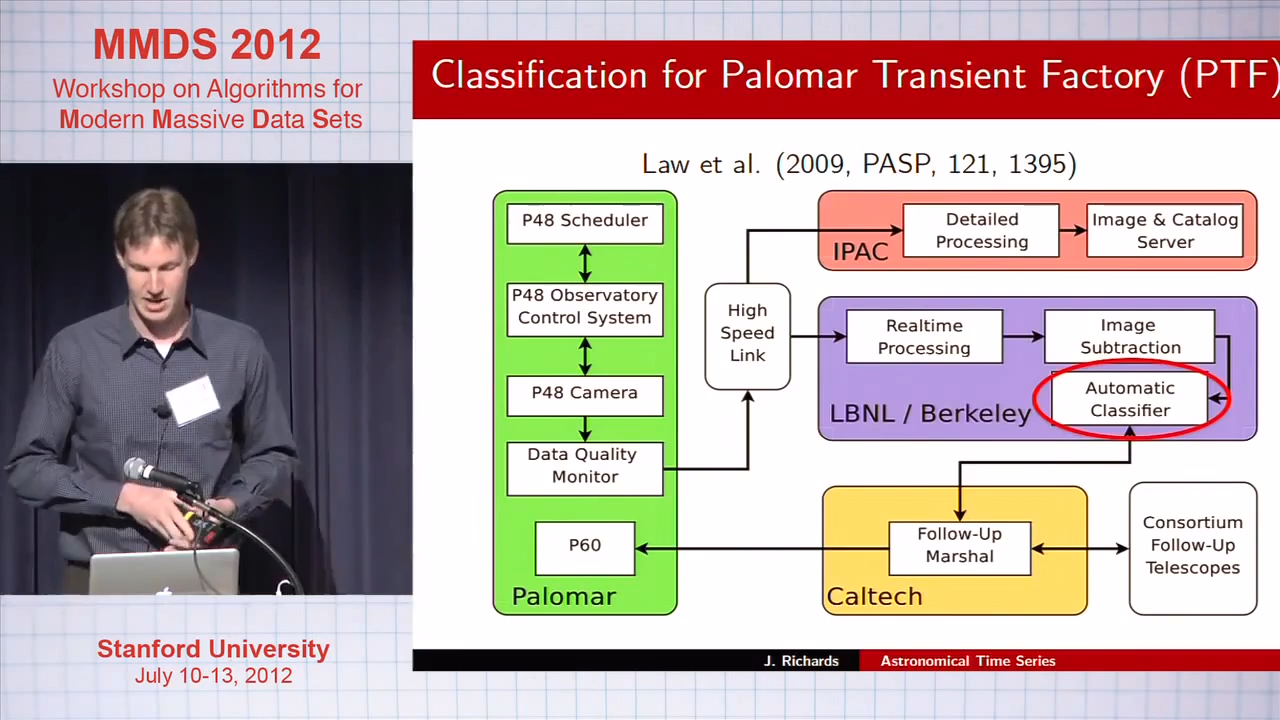 MMDS 2012
Workshop on Algorithms for
Modern Massive Data Sets
Classification for Palomar Transient Factory (PTF)
Law et al. (2009, PASP, 121, 1395)
P48 Scheduler
P48 Observatory
Control System
P48 Camera
Data Quality
Monitor
P60
Palomar
High
Speed
Link
IPAC
Detailed
Processing
Image & Catalog
Server
Realtime
Processing
Image
Subtraction
Automatic
Classifier
LBNL / Berkeley
Follow-Up
Marshal
Caltech
Consortium
Follow-Up
Telescopes
Stanford University
July 10-13, 2012
J. Richards
Astronomical Time Series